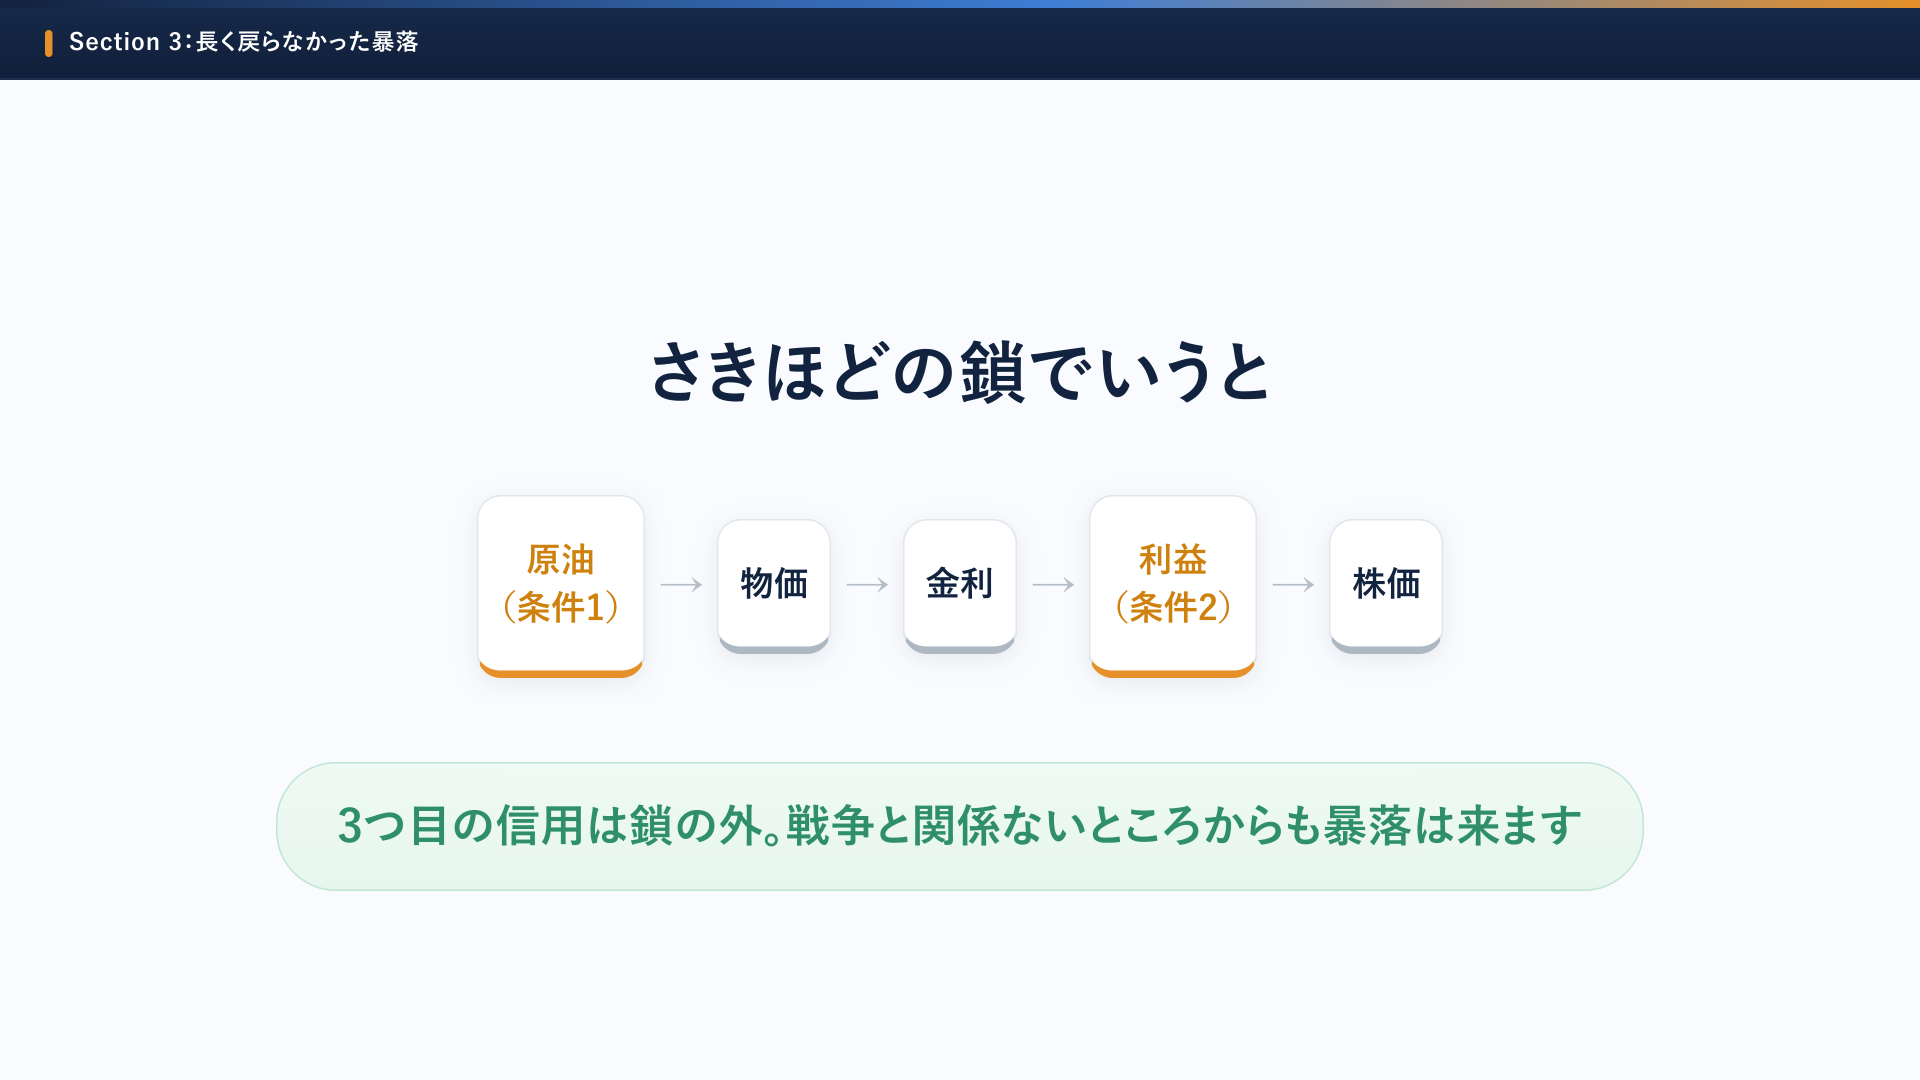 Section 3：長く戻らなかった暴落
さきほどの鎖でいうと
原油
（条件1）
→
物価
→
金利
→
利益
（条件2）
→
株価
3つ目の信用は鎖の外。戦争と関係ないところからも暴落は来ます